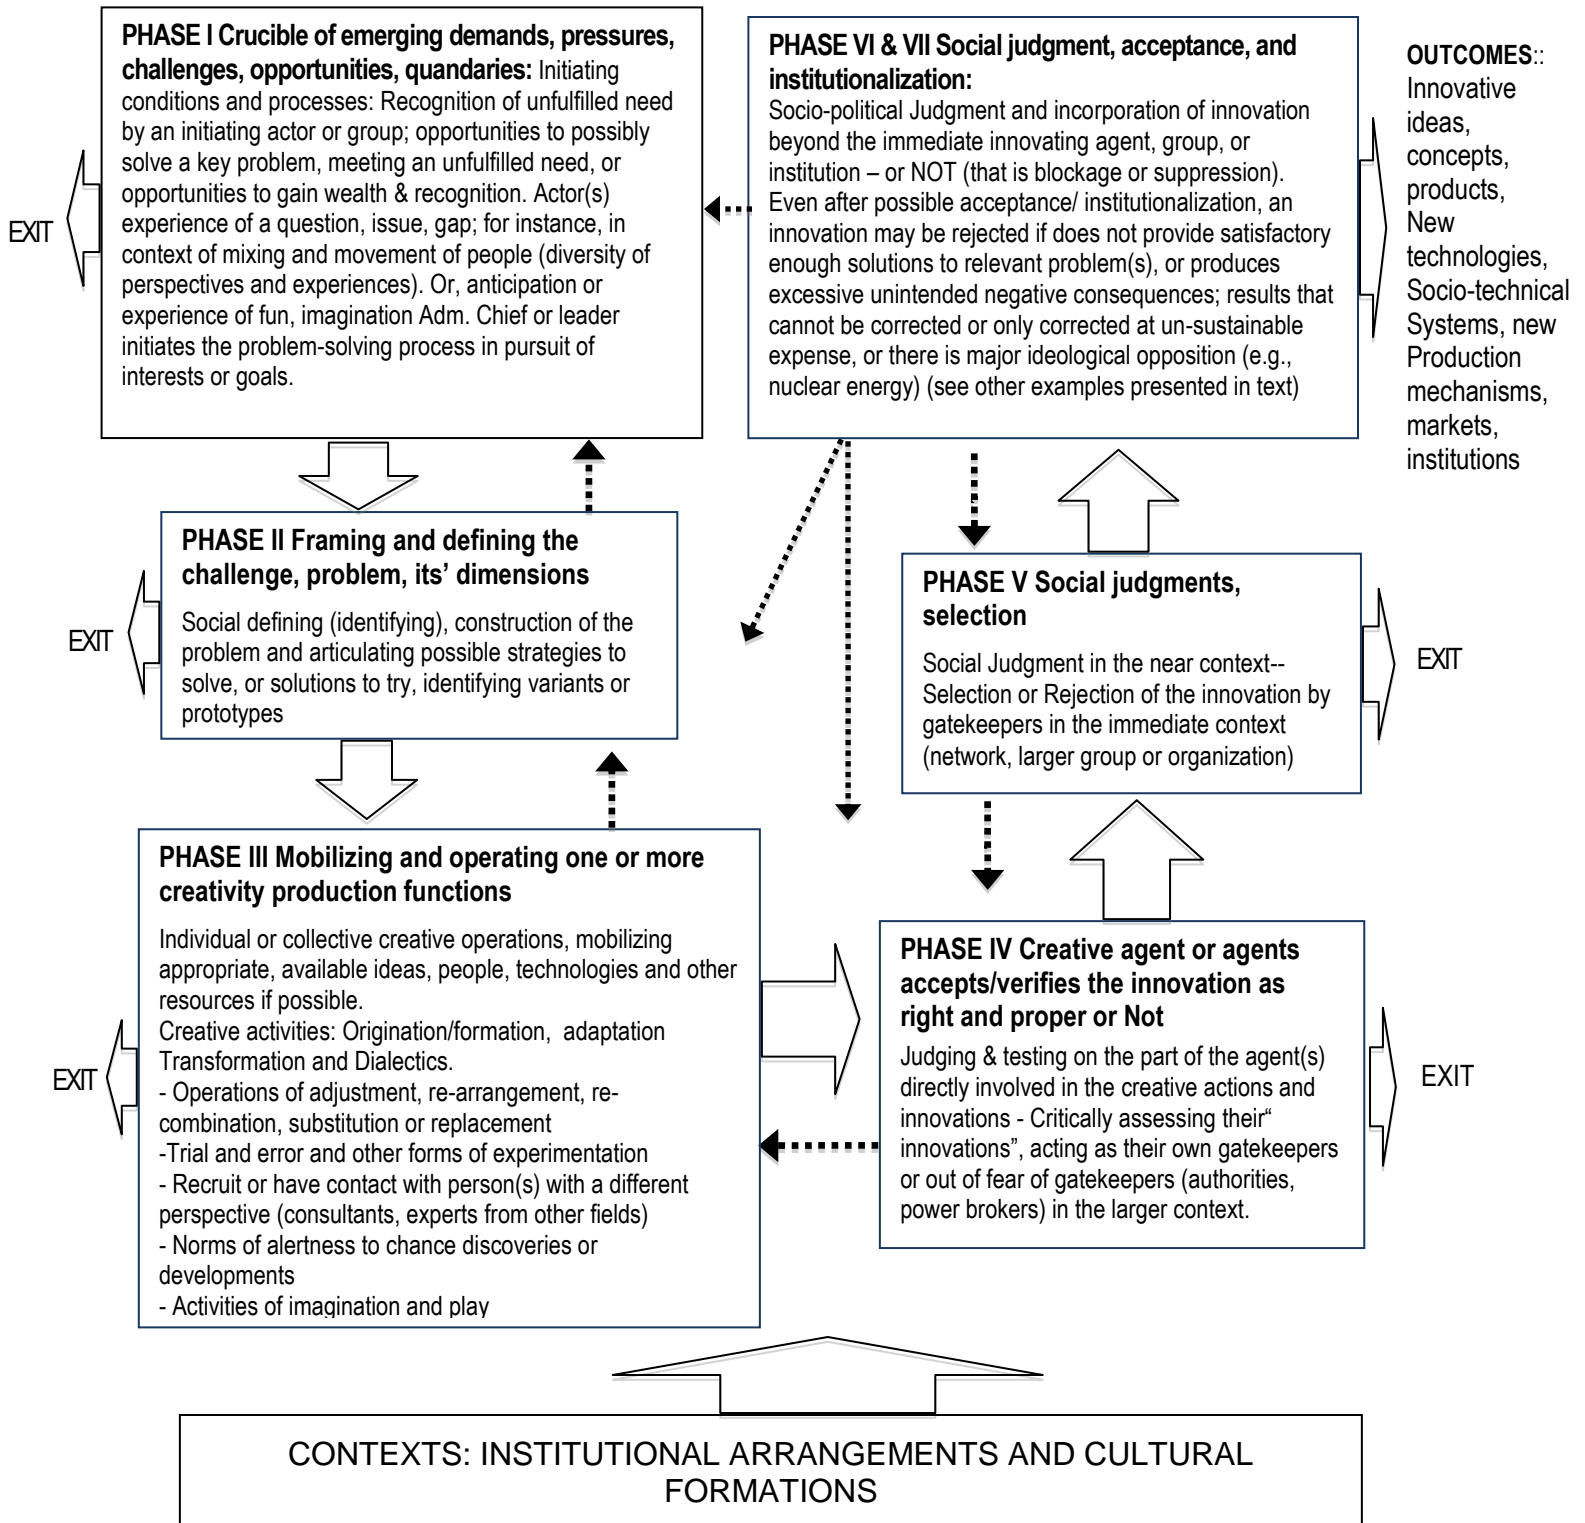 PHASE I Crucible of emerging demands, pressures,
challenges, opportunities, quandaries: Initiating
conditions and processes: Recognition of unfulfilled need
by an initiating actor or group; opportunities to possibly
solve a key problem, meeting an unfulfilled need, or
opportunities to gain wealth & recognition. Actor(s)
experience of a question, issue, gap; for instance, in
context of mixing and movement of people (diversity of
perspectives and experiences). Or, anticipation or
experience of fun, imagination Adm. Chief or leader
initiates the problem-solving process in pursuit of
interests or goals.
EXIT
PHASE VI & VII Social judgment, acceptance, and
institutionalization:
Socio-political Judgment and incorporation of innovation
beyond the immediate innovating agent, group, or
institution – or NOT (that is blockage or suppression).
Even after possible acceptance/ institutionalization, an
innovation may be rejected if does not provide satisfactory
enough solutions to relevant problem(s), or produces
excessive unintended negative consequences; results that
cannot be corrected or only corrected at un-sustainable
expense, or there is major ideological opposition (e.g.,
nuclear energy) (see other examples presented in text)
OUTCOMES::
Innovative
ideas,
concepts,
products,
New
technologies,
Socio-technical
Systems, new
Production
mechanisms,
markets,
institutions
PHASE II Framing and defining the
challenge, problem, its’ dimensions
Social defining (identifying), construction of the
problem and articulating possible strategies to
solve, or solutions to try, identifying variants or
prototypes
EXIT
PHASE V Social judgments,
selection
Social Judgment in the near context--
Selection or Rejection of the innovation by
gatekeepers in the immediate context
(network, larger group or organization)
EXIT
PHASE III Mobilizing and operating one or more
creativity production functions
Individual or collective creative operations, mobilizing
appropriate, available ideas, people, technologies and other
resources if possible.
Creative activities: Origination/formation, adaptation
Transformation and Dialectics.
- Operations of adjustment, re-arrangement, re-
combination, substitution or replacement
-Trial and error and other forms of experimentation
- Recruit or have contact with person(s) with a different
perspective (consultants, experts from other fields)
- Norms of alertness to chance discoveries or
developments
- Activities of imagination and play
EXIT
PHASE IV Creative agent or agents
accepts/verifies the innovation as
right and proper or Not
Judging & testing on the part of the agent(s)
directly involved in the creative actions and
innovations - Critically assessing their“
innovations”, acting as their own gatekeepers
or out of fear of gatekeepers (authorities,
power brokers) in the larger context.
EXIT
CONTEXTS: INSTITUTIONAL ARRANGEMENTS AND CULTURAL
FORMATIONS